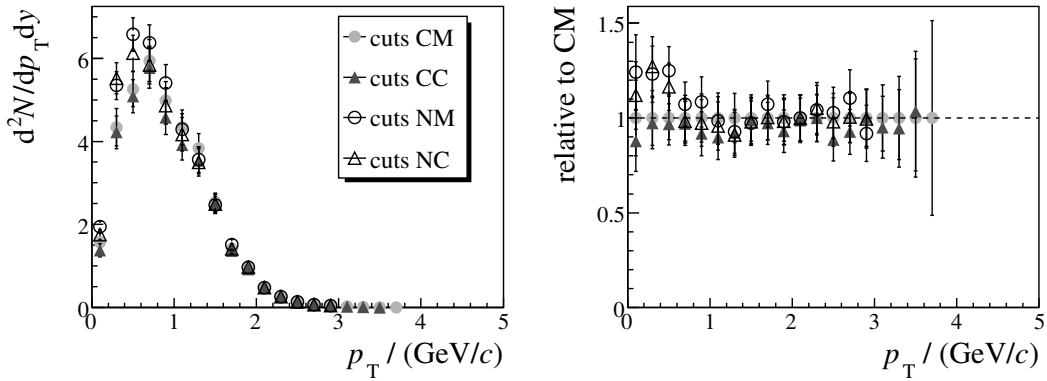 d²N/dp_T dy
6
4
2
0
cuts CM
cuts CC
cuts NM
cuts NC
0 1 2 3 4 5
p_T / (GeV/c)
relative to CM
1.5
1
0.5
0
0 1 2 3 4 5
p_T / (GeV/c)